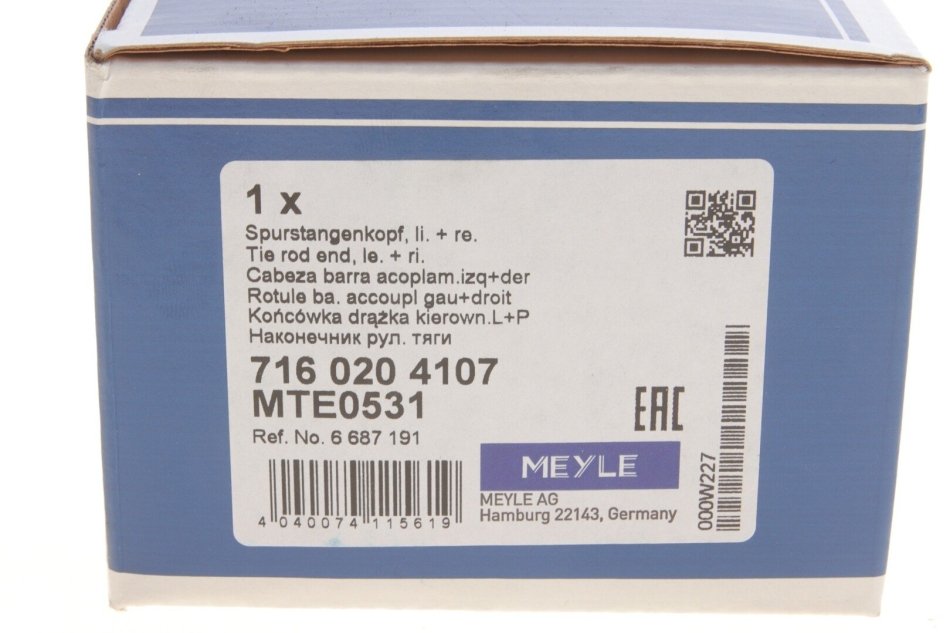 1 x
Spurstangenkopf, li. + re.
Tie rod end, le. + ri.
Cabeza barra acoplam.izq+der
Rotule ba. accoupl gau+droit
Końcówka drążka kierown.L+P
Наконечник рул. тяги
716 020 4107
MTE0531
Ref. No. 6 687 191
EAC
MEYLE
MEYLE AG
Hamburg 22143, Germany
4 040074 115619
000W227